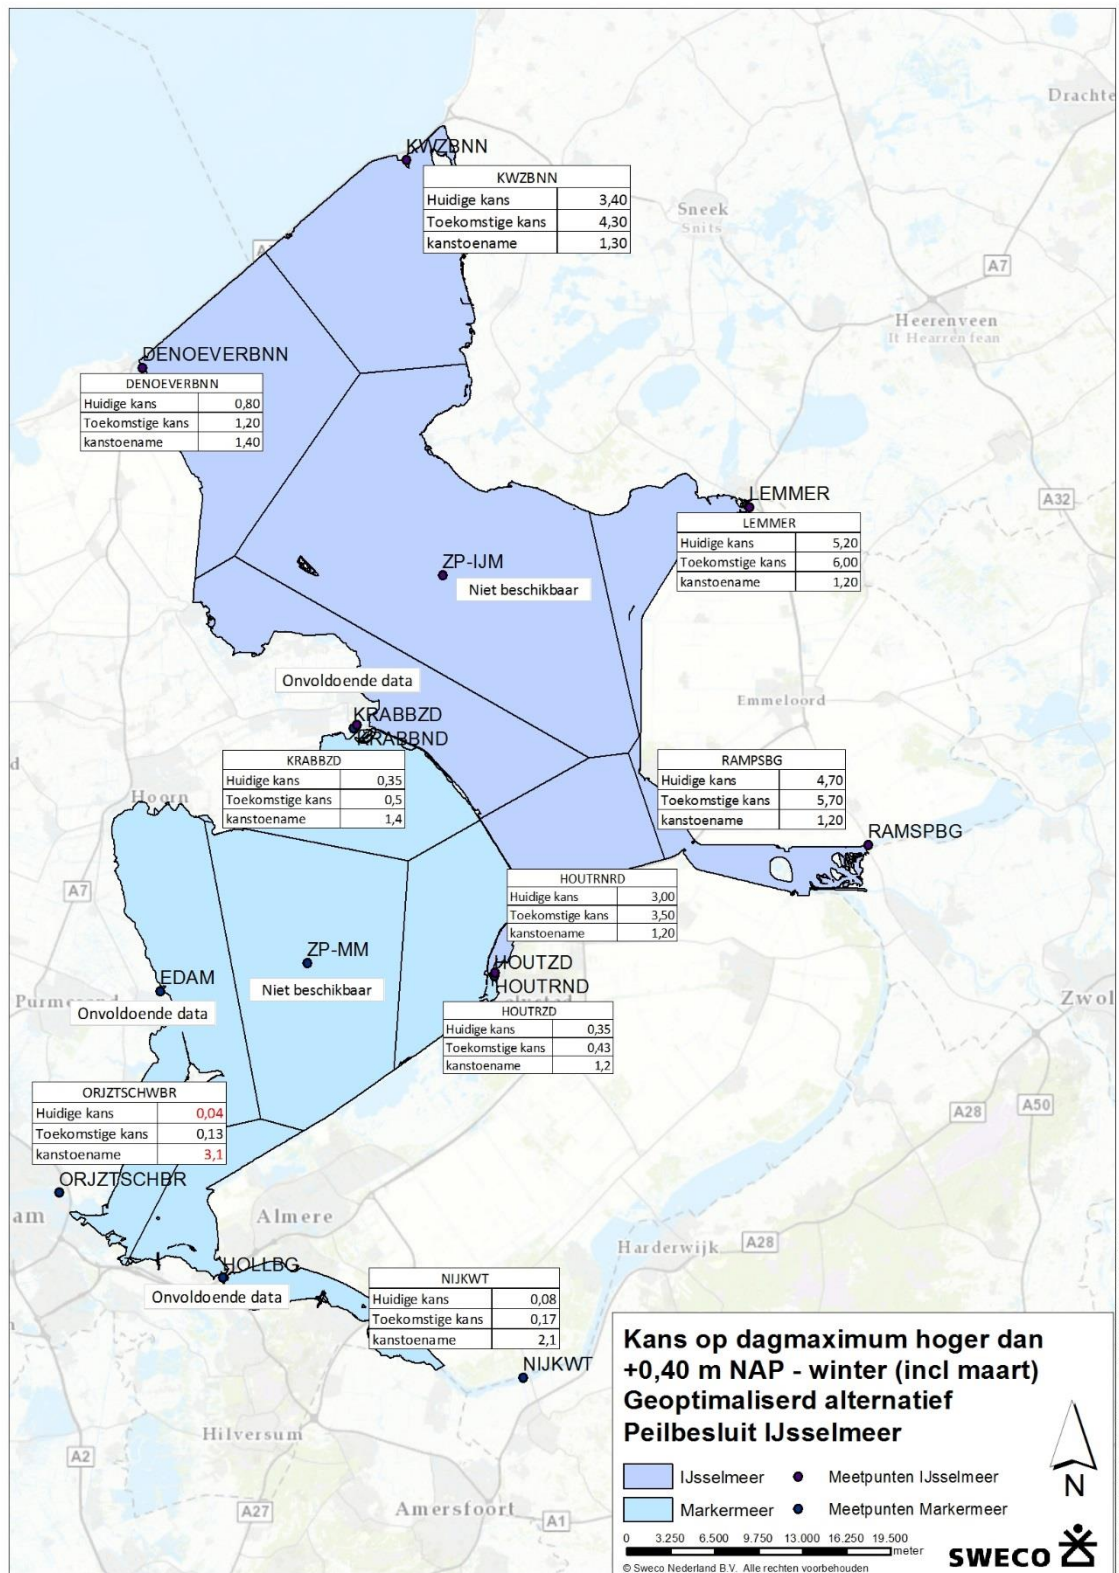 Drachte
KWZBNN
KWZBNN
Huidige kans 3,40
Toekomstige kans 4,30
kanstoename 1,30
Sneek
Snits
A7
Heerenveen
It Hearrenfean
DENOEVERBNN
DENOEVERBNN
Huidige kans 0,80
Toekomstige kans 1,20
kanstoename 1,40
LEMMER
A32
LEMMER
Huidige kans 5,20
Toekomstige kans 6,00
kanstoename 1,20
ZP-IJM
Niet beschikbaar
Onvoldoende data
KRABBZD
KRABBND
Emmeloord
KRABBZD
Huidige kans 0,35
Toekomstige kans 0,5
kanstoename 1,4
RAMPSBG
Huidige kans 4,70
Toekomstige kans 5,70
kanstoename 1,20
Hoorn
RAMSPBG
A7
HOUTRNRD
Huidige kans 3,00
Toekomstige kans 3,50
kanstoename 1,20
ZP-MM
Niet beschikbaar
HOUTZD
HOUTRND
EDAM
Onvoldoende data
Zwol
HOUTRZD
Huidige kans 0,35
Toekomstige kans 0,43
kanstoename 1,2
ORJZTSCHWBR
Huidige kans 0,04
Toekomstige kans 0,13
kanstoename 3,1
A28
A50
ORJZTSCHBR
am
Almere
Harderwijk
A28
HOLLBG
Onvoldoende data
NIJKWT
Huidige kans 0,08
Toekomstige kans 0,17
kanstoename 2,1
NIJKWT
Hilversum
A2
A27
Amersfoort
A1
Kans op dagmaximum hoger dan
+0,40 m NAP - winter (incl maart)
Geoptimaliserd alternatief
Peilbesluit IJsselmeer
IJsselmeer Meetpunten IJsselmeer
Markermeer Meetpunten Markermeer
N
0 3.250 6.500 9.750 13.000 16.250 19.500
meter
SWECO
© Sweco Nederland B.V. Alle rechten voorbehouden